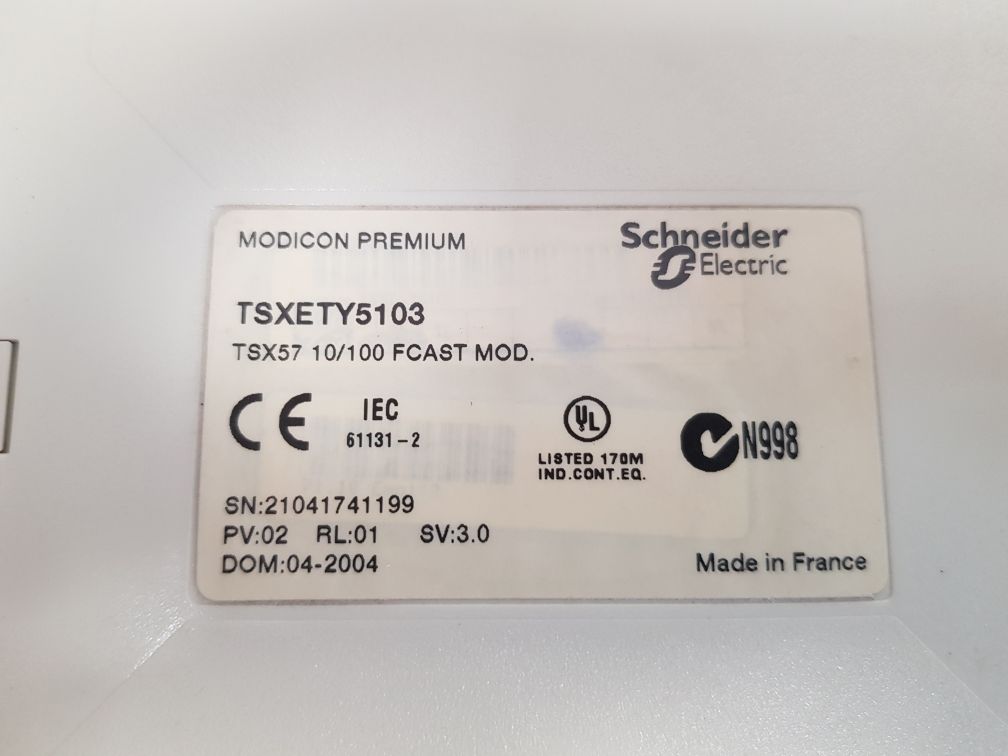 MODICON PREMIUM
Schneider
Electric
TSXETY5103
TSX57 10/100 FCAST MOD.
CE
IEC
61131-2
UL
LISTED 170M
IND.CONT.EQ.
N998
SN:21041741199
PV:02 RL:01 SV:3.0
DOM:04-2004
Made in France